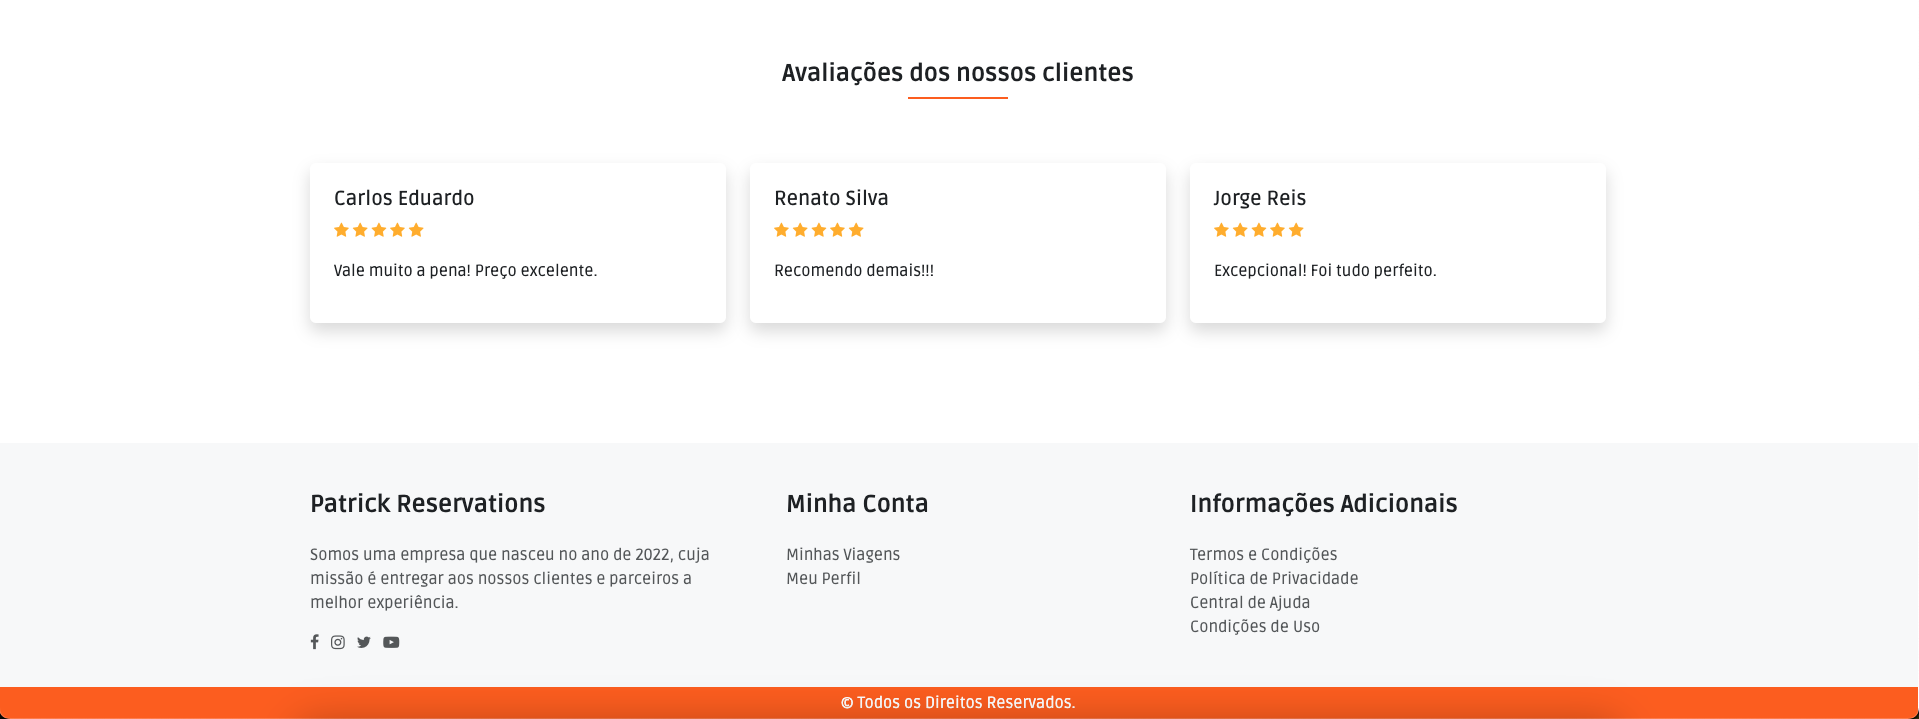 Avaliações dos nossos clientes
Carlos Eduardo
Vale muito a pena! Preço excelente.
Renato Silva
Recomendo demais!!!
Jorge Reis
Excepcional! Foi tudo perfeito.
Patrick Reservations
Somos uma empresa que nasceu no ano de 2022, cuja
missão é entregar aos nossos clientes e parceiros a
melhor experiência.
Minha Conta
Minhas Viagens
Meu Perfil
Informações Adicionais
Termos e Condições
Política de Privacidade
Central de Ajuda
Condições de Uso
© Todos os Direitos Reservados.